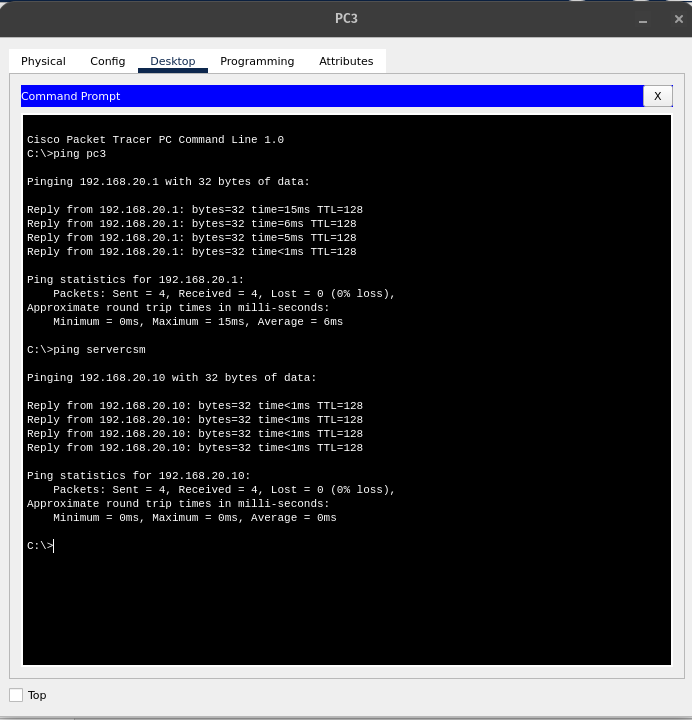 PC3
Physical Config Desktop Programming Attributes
Command Prompt X
Cisco Packet Tracer PC Command Line 1.0
C:\>ping pc3
Pinging 192.168.20.1 with 32 bytes of data:
Reply from 192.168.20.1: bytes=32 time=15ms TTL=128
Reply from 192.168.20.1: bytes=32 time=6ms TTL=128
Reply from 192.168.20.1: bytes=32 time=5ms TTL=128
Reply from 192.168.20.1: bytes=32 time<1ms TTL=128
Ping statistics for 192.168.20.1:
Packets: Sent = 4, Received = 4, Lost = 0 (0% loss),
Approximate round trip times in milli-seconds:
Minimum = 0ms, Maximum = 15ms, Average = 6ms
C:\>ping servercsm
Pinging 192.168.20.10 with 32 bytes of data:
Reply from 192.168.20.10: bytes=32 time<1ms TTL=128
Reply from 192.168.20.10: bytes=32 time<1ms TTL=128
Reply from 192.168.20.10: bytes=32 time<1ms TTL=128
Reply from 192.168.20.10: bytes=32 time<1ms TTL=128
Ping statistics for 192.168.20.10:
Packets: Sent = 4, Received = 4, Lost = 0 (0% loss),
Approximate round trip times in milli-seconds:
Minimum = 0ms, Maximum = 0ms, Average = 0ms
C:\>
Top